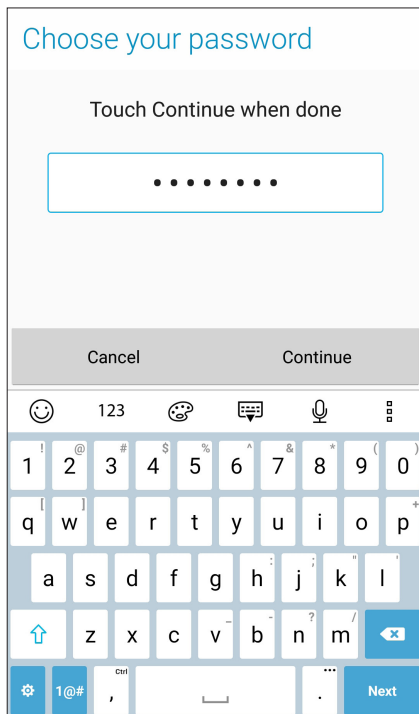 Choose your password
Touch Continue when done
••••••••
Cancel Continue
123
! @ # $ % ^ & * ( )
1 2 3 4 5 6 7 8 9 0
[ ] +
q w e r t y u i o p
: ; " '
a s d f g h j k l
_ - ? /
z x c v b n m
Ctrl •••
1@# , . Next